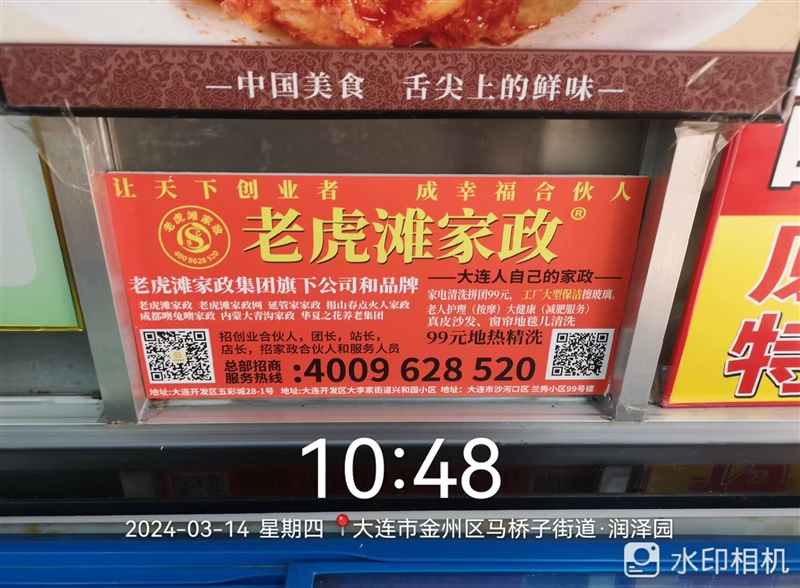 —中国美食 舌尖上的鲜味—
让天下创业者 成幸福合伙人
老虎滩家政
4009628520
老虎滩家政®
老虎滩家政集团旗下公司和品牌
——大连人自己的家政——
老虎滩家政 老虎滩家政网 延管家家政 报山春点火人家政
成都噢兔噢家政 内蒙大青沟家政 华夏之花养老集团
家电清洗拼团99元, 工厂大型保洁擦玻璃,
老人护理(按摩)大健康(减肥服务)
真皮沙发、窗帘地毯儿清洗
99元地热精洗
招创业合伙人,团长,站长,
店长,招家政合伙人和服务人员
总部招商
服务热线:4009 628 520
地址:大连开发区五彩城28-1号 地址:大连开发区大李家街道兴和园小区 地址:大连市沙河口区 兰秀小区99号楼
特
10:48
2024-03-14 星期四 大连市金州区马桥子街道·润泽园
水印相机